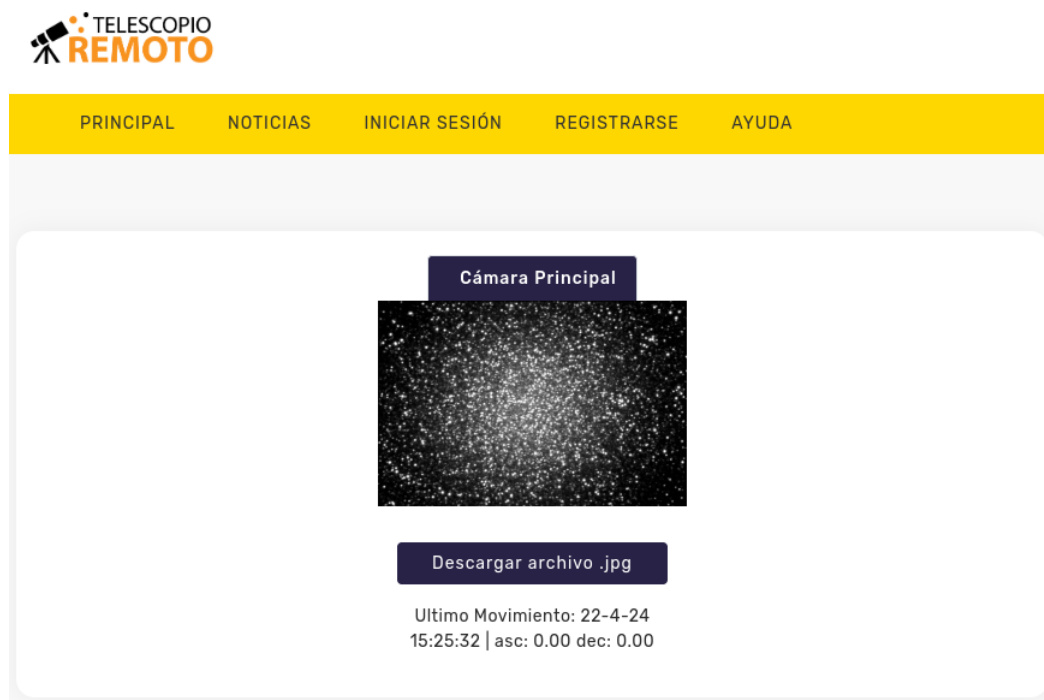 TELESCOPIO
REMOTO
PRINCIPAL NOTICIAS INICIAR SESIÓN REGISTRARSE AYUDA
Cámara Principal
Descargar archivo .jpg
Ultimo Movimiento: 22-4-24
15:25:32 | asc: 0.00 dec: 0.00